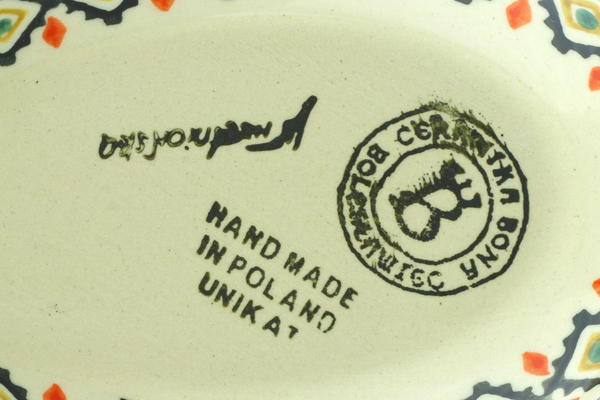 CERAMIKA BONA BOLESŁAWIEC
B
HAND MADE
IN POLAND
UNIKAT